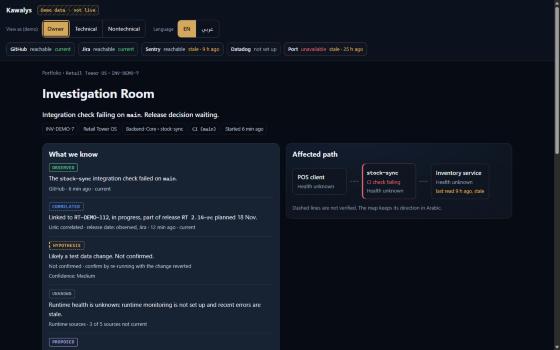 Kawalys Demo data · not live
View as (demo) Owner Technical Nontechnical Language EN عربي
GitHub reachable current Jira reachable current Sentry reachable stale · 9 h ago Datadog not set up Port unavailable stale · 25 h ago
Portfolio › Retail Tower OS › INV-DEMO-7
Investigation Room
Integration check failing on main. Release decision waiting.
INV-DEMO-7 Retail Tower OS Backend-Core › stock-sync CI (main) Started 6 min ago
What we know
OBSERVED
The stock-sync integration check failed on main.
GitHub · 6 min ago · current
CORRELATED
Linked to RT-DEMO-112, in progress, part of release RT 2.14-rc planned 18 Nov.
Link: correlated · release date: observed, Jira · 12 min ago · current
HYPOTHESIS
Likely a test data change. Not confirmed.
Not confirmed · confirm by re-running with the change reverted
Confidence: Medium
UNKNOWN
Runtime health is unknown: runtime monitoring is not set up and recent errors are
stale.
Runtime sources · 3 of 5 sources not current
PROPOSED
Affected path
POS client
Health unknown
stock-sync
CI check failing
Health unknown
Inventory service
Health unknown
last read 9 h ago, stale
Dashed lines are not verified. The map keeps its direction in Arabic.